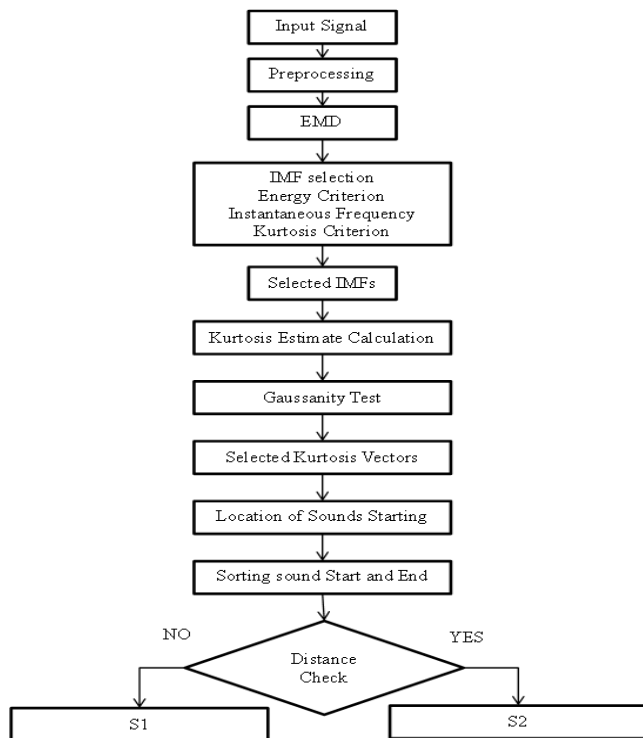 Input Signal
Preprocessing
EMD
IMF selection
Energy Criterion
Instantaneous Frequency
Kurtosis Criterion
Selected IMFs
Kurtosis Estimate Calculation
Gaussanity Test
Selected Kurtosis Vectors
Location of Sounds Starting
Sorting sound Start and End
NO
YES
Distance
Check
S1
S2